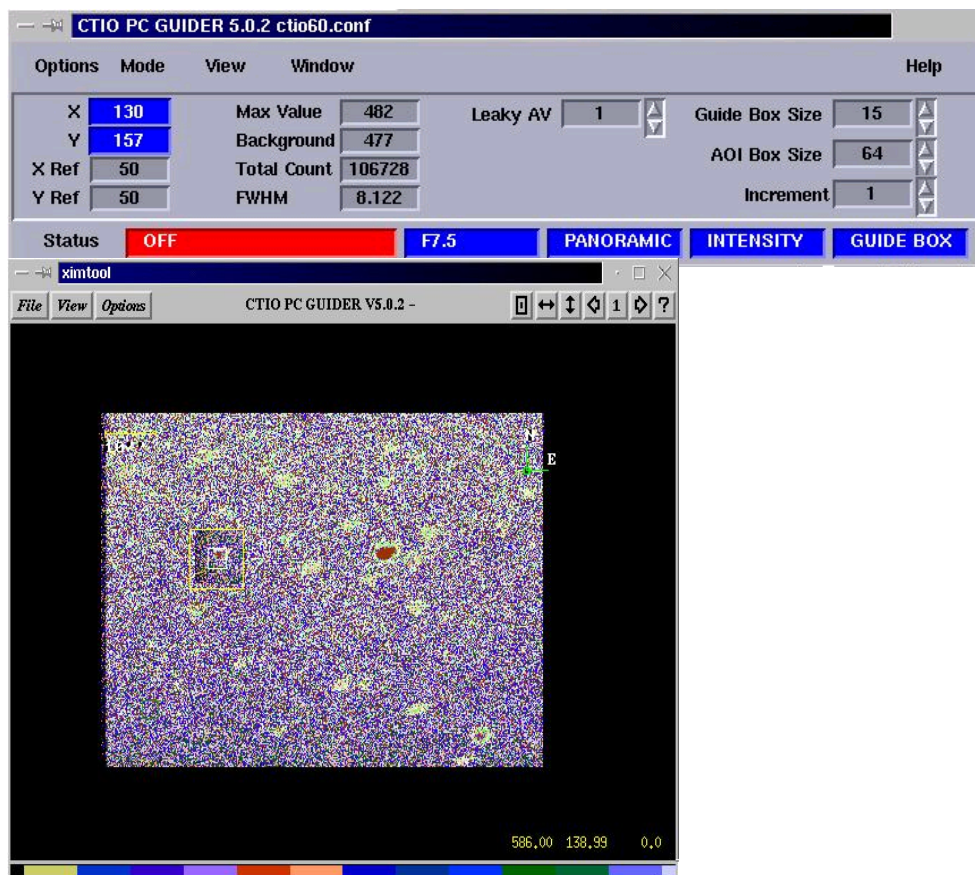 CTIO PC GUIDER 5.0.2 ctio60.conf
Options Mode View Window Help
X 130 Max Value 482 Leaky AV 1 Guide Box Size 15
Y 157 Background 477 AOI Box Size 64
X Ref 50 Total Count 106728 Increment 1
Y Ref 50 FWHM 8.122
Status OFF F7.5 PANORAMIC INTENSITY GUIDE BOX
ximtool
File View Options CTIO PC GUIDER V5.0.2 - 1 ?
N
E
586.00 138.99 0.0